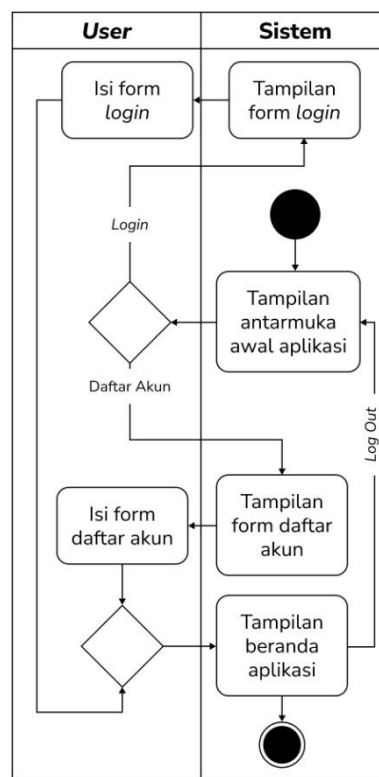 User
Sistem
Isi form
login
Tampilan
form login
Login
Tampilan
antarmuka
awal aplikasi
Daftar Akun
Log Out
Isi form
daftar akun
Tampilan
form daftar
akun
Tampilan
beranda
aplikasi